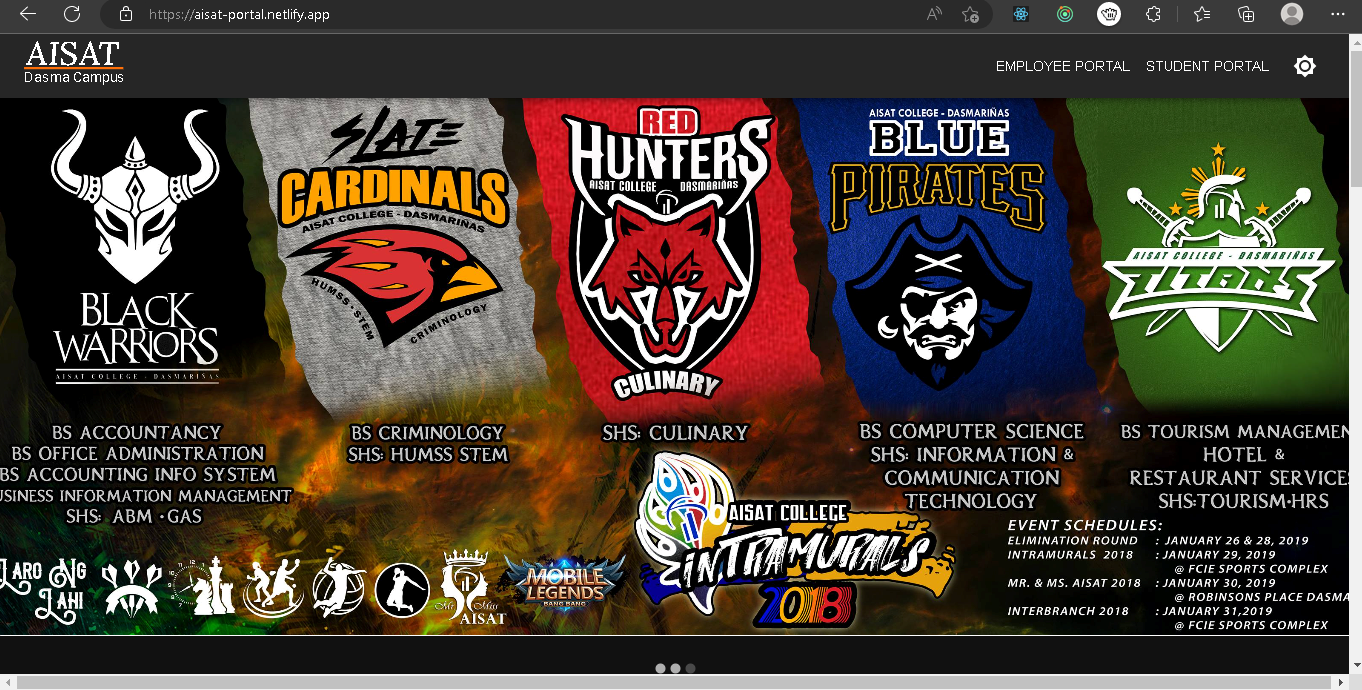 https://aisat-portal.netlify.app
AISAT
Dasma Campus
EMPLOYEE PORTAL
STUDENT PORTAL
BLACK
WARRIORS
AISAT COLLEGE - DASMARIÑAS
SLATE
CARDINALS
AISAT COLLEGE - DASMARIÑAS
HUMSS · STEM
CRIMINOLOGY
RED
HUNTERS
AISAT COLLEGE DASMARIÑAS
CULINARY
AISAT COLLEGE - DASMARIÑAS
BLUE
PIRATES
AISAT COLLEGE - DASMARIÑAS
TITANS
BS ACCOUNTANCY
BS OFFICE ADMINISTRATION
BS ACCOUNTING INFO SYSTEM
USINESS INFORMATION MANAGEMENT
SHS: ABM · GAS
BS CRIMINOLOGY
SHS: HUMSS STEM
SHS: CULINARY
BS COMPUTER SCIENCE
SHS: INFORMATION &
COMMUNICATION
TECHNOLOGY
BS TOURISM MANAGEMEN
HOTEL &
RESTAURANT SERVICES
SHS:TOURISM·HRS
LARO NG
LAHI
Mr Miss
AISAT
MOBILE
LEGENDS
BANG BANG
AISAT COLLEGE
INTRAMURALS
2018
EVENT SCHEDULES:
ELIMINATION ROUND : JANUARY 26 & 28, 2019
INTRAMURALS 2018 : JANUARY 29, 2019
@ FCIE SPORTS COMPLEX
MR. & MS. AISAT 2018 : JANUARY 30, 2019
@ ROBINSONS PLACE DASMA
INTERBRANCH 2018 : JANUARY 31,2019
@ FCIE SPORTS COMPLEX